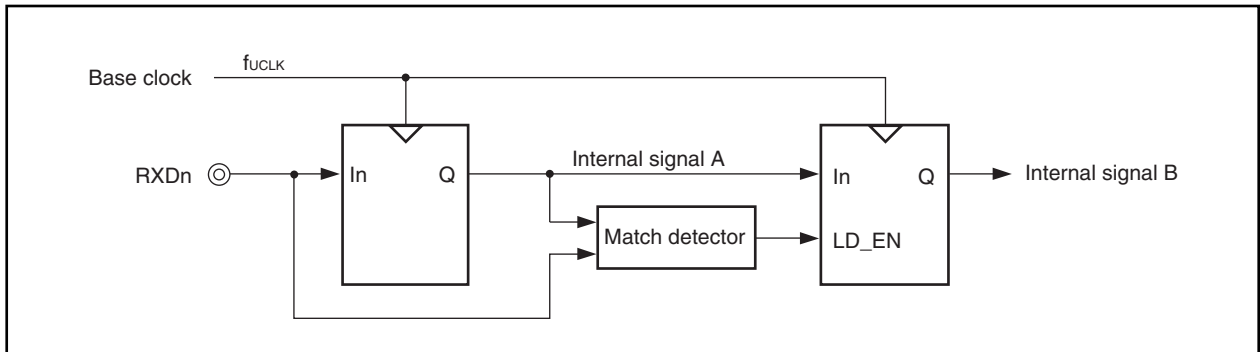 Base clock
fUCLK
RXDn
In
Q
Internal signal A
In
Q
Internal signal B
Match detector
LD_EN